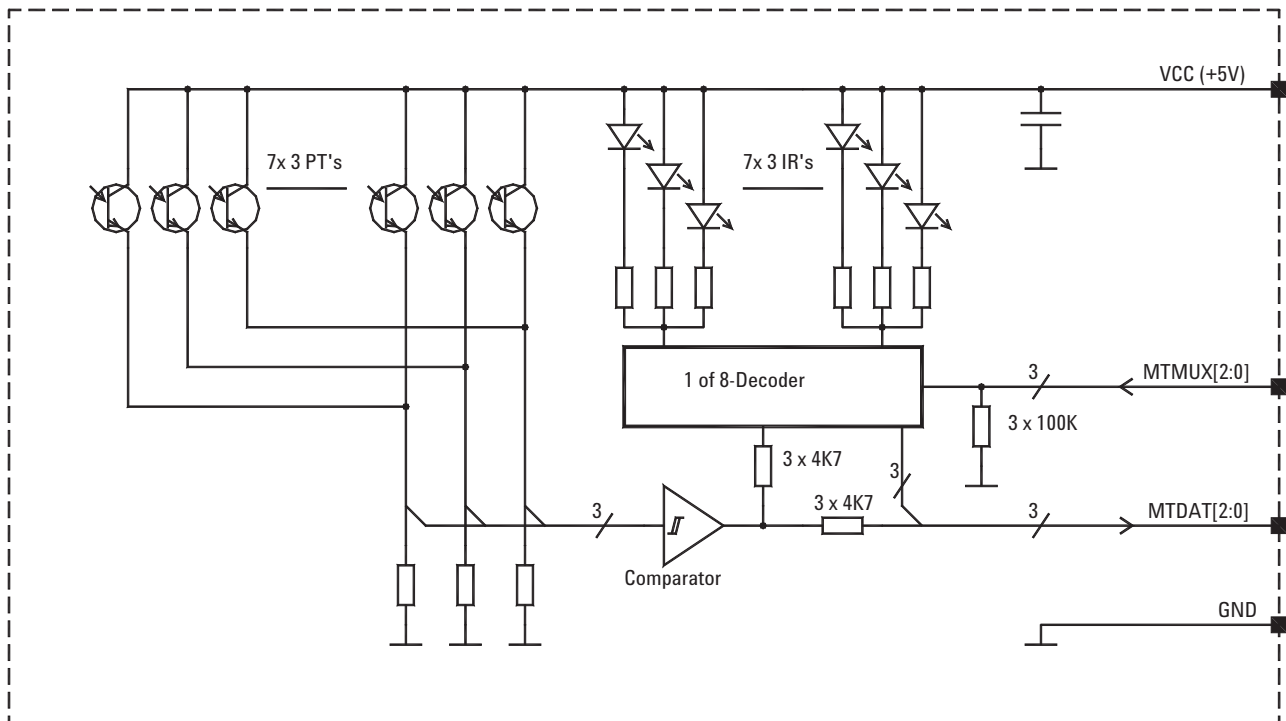 VCC (+5V)
7x 3 PT's
7x 3 IR's
1 of 8-Decoder
3
MTMUX[2:0]
3 x 100K
3 x 4K7
3
3 x 4K7
3
3
MTDAT[2:0]
Comparator
GND